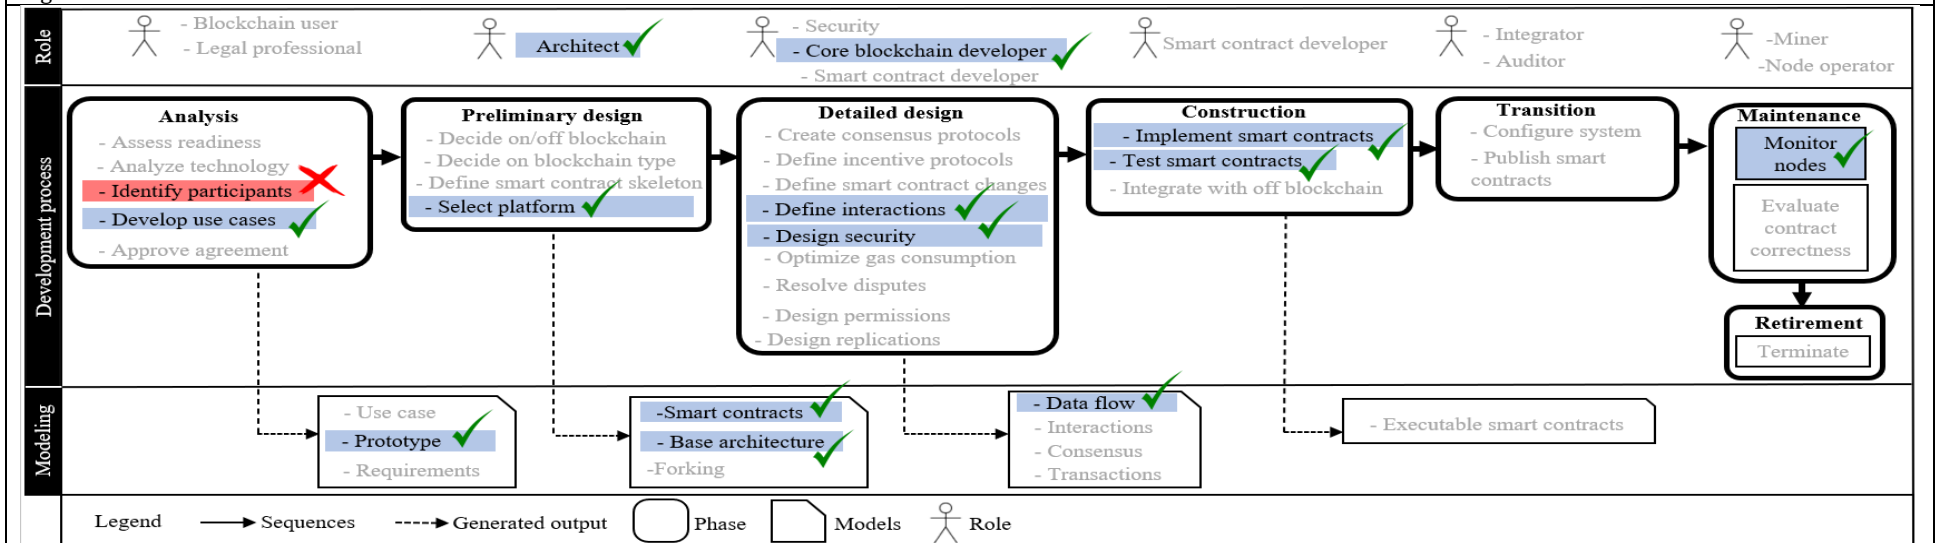 Role
- Blockchain user
- Legal professional
Architect
- Security
- Core blockchain developer
- Smart contract developer
Smart contract developer
- Integrator
- Auditor
-Miner
-Node operator
Development process
Analysis
- Assess readiness
- Analyze technology
- Identify participants
- Develop use cases
- Approve agreement
Preliminary design
- Decide on/off blockchain
- Decide on blockchain type
- Define smart contract skeleton
- Select platform
Detailed design
- Create consensus protocols
- Define incentive protocols
- Define smart contract changes
- Define interactions
- Design security
- Optimize gas consumption
- Resolve disputes
- Design permissions
- Design replications
Construction
- Implement smart contracts
- Test smart contracts
- Integrate with off blockchain
Transition
- Configure system
- Publish smart
contracts
Maintenance
Monitor
nodes
Evaluate
contract
correctness
Retirement
Terminate
Modeling
- Use case
- Prototype
- Requirements
-Smart contracts
- Base architecture
-Forking
- Data flow
- Interactions
- Consensus
- Transactions
- Executable smart contracts
Legend
Sequences
Generated output
Phase
Models
Role